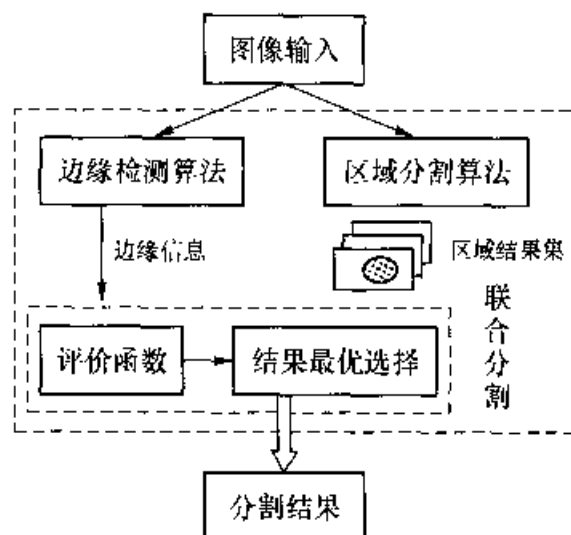 图像输入
边缘检测算法
区域分割算法
边缘信息
区域结果集
联合分割
评价函数
结果最优选择
分割结果